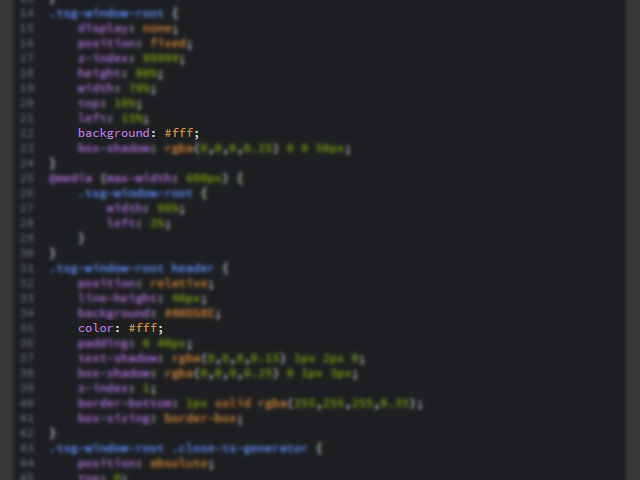 14 .tsg-window-root {
15 display: none;
16 position: fixed;
17 z-index: 99999;
18 height: 80%;
19 width: 70%;
20 top: 10%;
21 left: 15%;
22 background: #fff;
23 box-shadow: rgba(0,0,0,0.25) 0 0 50px;
24 }
25 @media (max-width: 600px) {
26 .tsg-window-root {
27 width: 96%;
28 left: 2%;
29 }
30 }
31 .tsg-window-root header {
32 position: relative;
33 line-height: 40px;
34 background:
35 color: #fff;
36 padding: 0 40px;
37 text-shadow: rgba(0,0,0,0.15) 1px 2px 0;
38 box-shadow: rgba(0,0,0,0.25) 0 1px 3px;
39 z-index: 1;
40 border-bottom: 1px solid rgba(255,255,255,0.35);
41 box-sizing: border-box;
42 }
43 .tsg-window-root .close-ts-generator {
44 position: absolute;